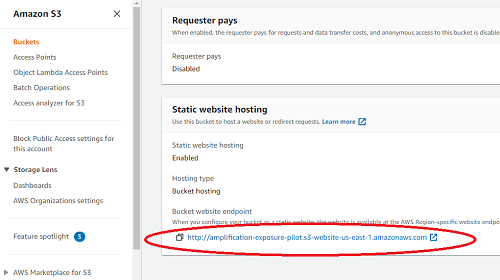 Amazon S3
Buckets
Access Points
Object Lambda Access Points
Batch Operations
Access analyzer for S3
Block Public Access settings for
this account
Storage Lens
Dashboards
AWS Organizations settings
Feature spotlight 3
AWS Marketplace for S3
Requester pays
When enabled, the requester pays for requests and data transfer costs, and anonymous access to this bucket is disable
Requester pays
Disabled
Static website hosting
Use this bucket to host a website or redirect requests. Learn more
Static website hosting
Enabled
Hosting type
Bucket hosting
Bucket website endpoint
When you configure your bucket as a static website, the website is available at the AWS Region-specific website endpoi
http://amplification-exposure-pilot.s3-website-us-east-1.amazonaws.com